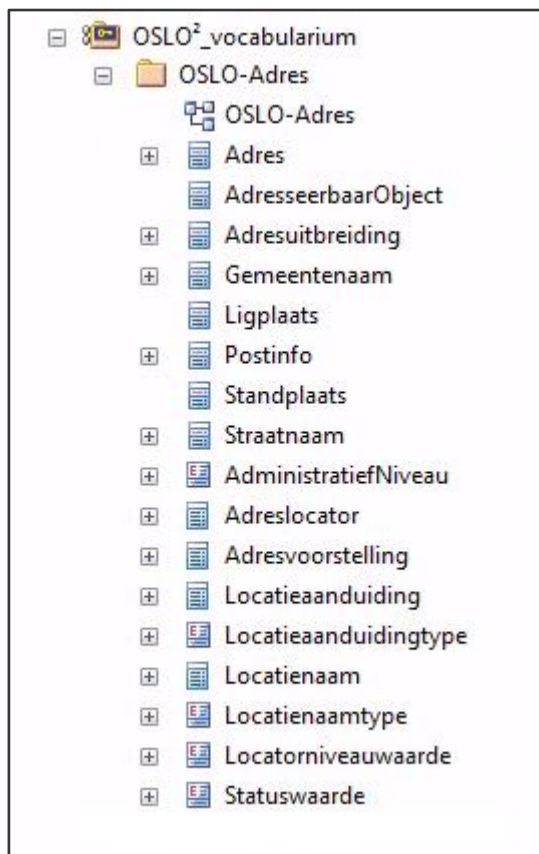 OSLO²_vocabularium
OSLO-Adres
OSLO-Adres
Adres
AdresseerbaarObject
Adresuitbreiding
Gemeentenaam
Ligplaats
Postinfo
Standplaats
Straatnaam
AdministratiefNiveau
Adreslocator
Adresvoorstelling
Locatieaanduiding
Locatieaanduidingtype
Locatienaam
Locatienaamtype
Locatorniveauwaarde
Statuswaarde